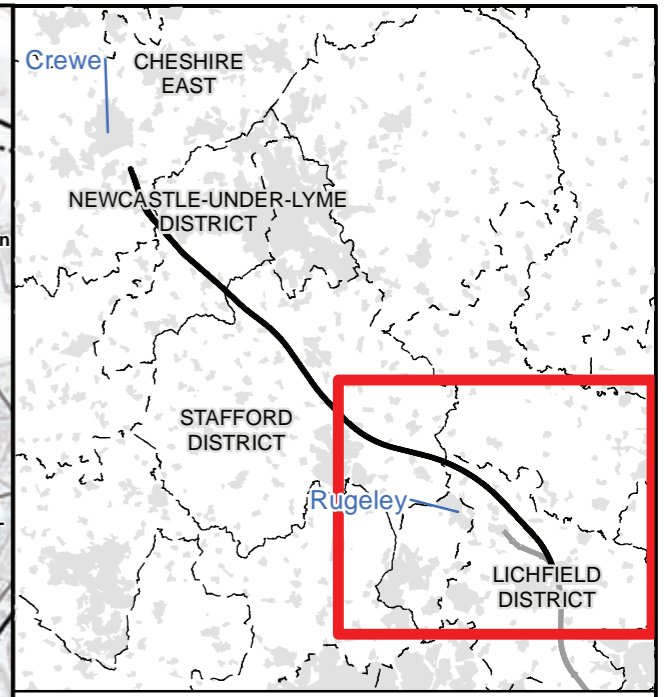 Crewe
CHESHIRE
EAST
NEWCASTLE-UNDER-LYME
DISTRICT
n
STAFFORD
DISTRICT
Rugeley
LICHFIELD
DISTRICT